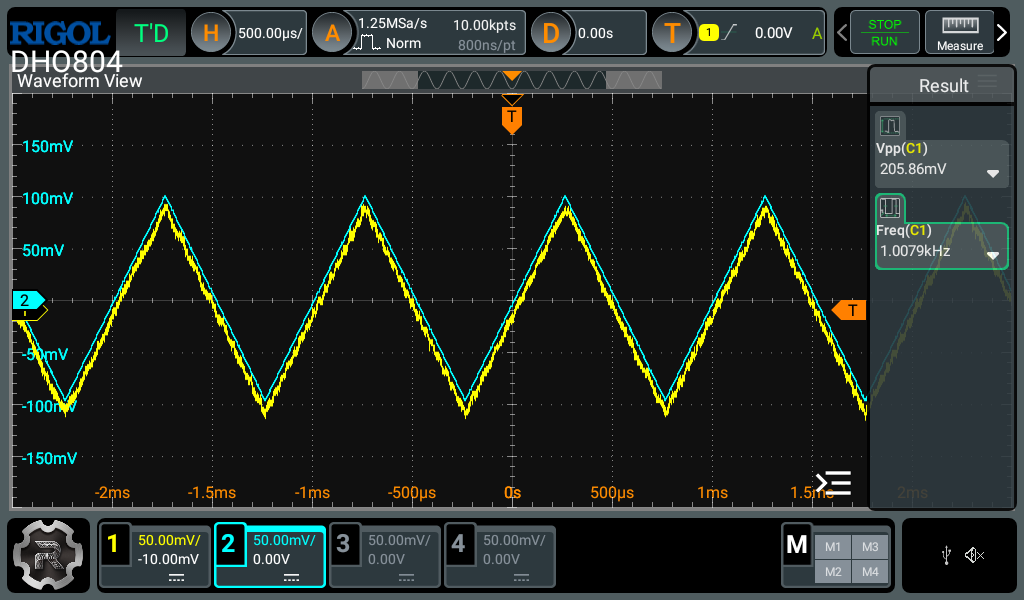 RIGOL
DHO804
T'D
H
500.00µs/
A
1.25MSa/s
Norm
10.00kpts
800ns/pt
D
0.00s
T
1
0.00V
A
STOP
RUN
Measure
Waveform View
Result
T
150mV
100mV
50mV
-50mV
-100mV
-150mV
2
1
T
-2ms
-1.5ms
-1ms
-500µs
0s
500µs
1ms
1.5ms
2ms
Vpp(C1)
205.86mV
Freq(C1)
1.0079kHz
R
1
50.00mV/
-10.00mV
2
50.00mV/
0.00V
3
50.00mV/
0.00V
4
50.00mV/
0.00V
M
M1
M3
M2
M4